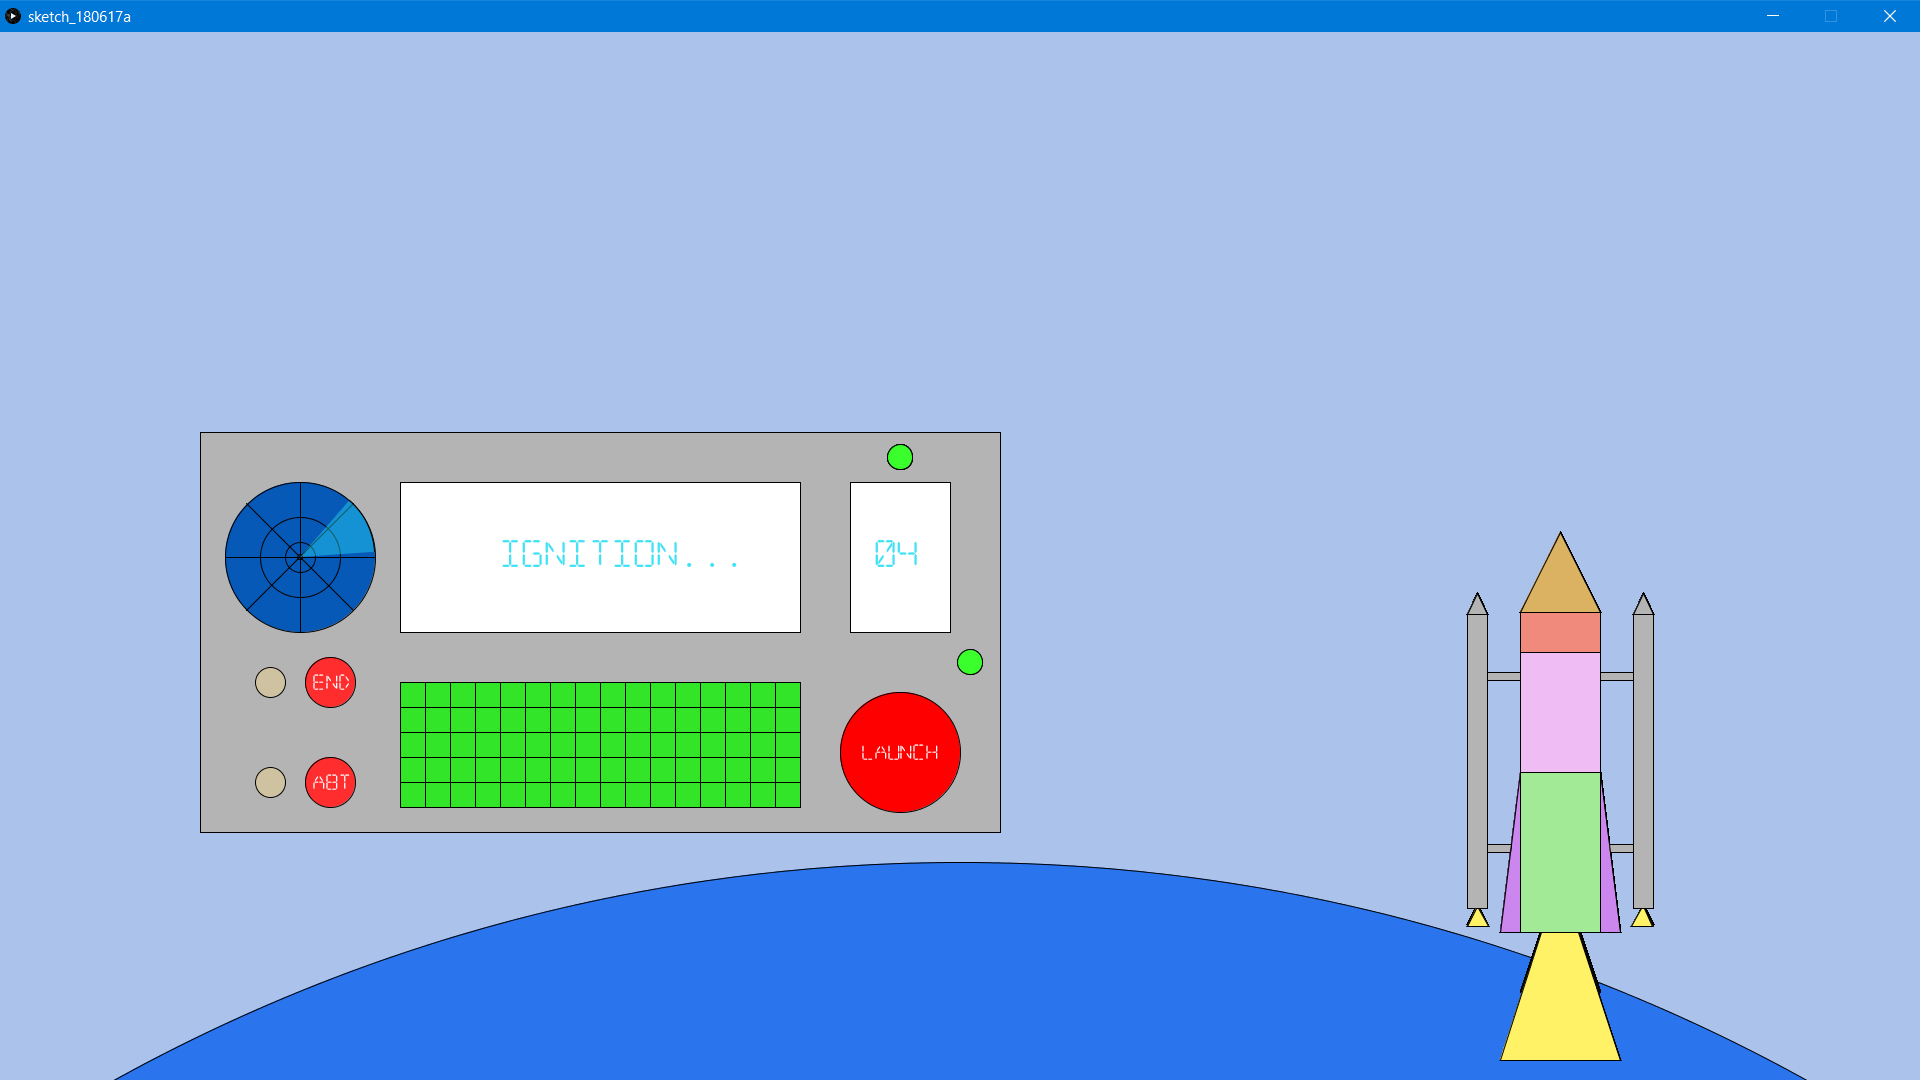 sketch_180617a
IGNITION...
04
END
ABT
LAUNCH